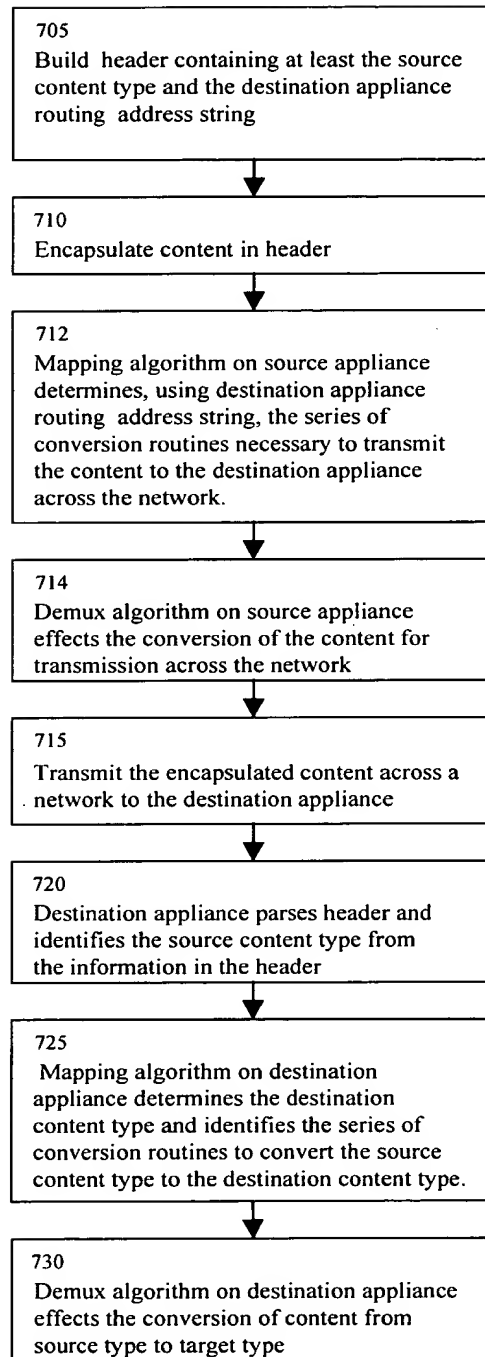 705
Build header containing at least the source
content type and the destination appliance
routing address string
710
Encapsulate content in header
712
Mapping algorithm on source appliance
determines, using destination appliance
routing address string, the series of
conversion routines necessary to transmit
the content to the destination appliance
across the network.
714
Demux algorithm on source appliance
effects the conversion of the content for
transmission across the network
715
Transmit the encapsulated content across a
network to the destination appliance
720
Destination appliance parses header and
identifies the source content type from
the information in the header
725
Mapping algorithm on destination
appliance determines the destination
content type and identifies the series of
conversion routines to convert the source
content type to the destination content type.
730
Demux algorithm on destination appliance
effects the conversion of content from
source type to target type